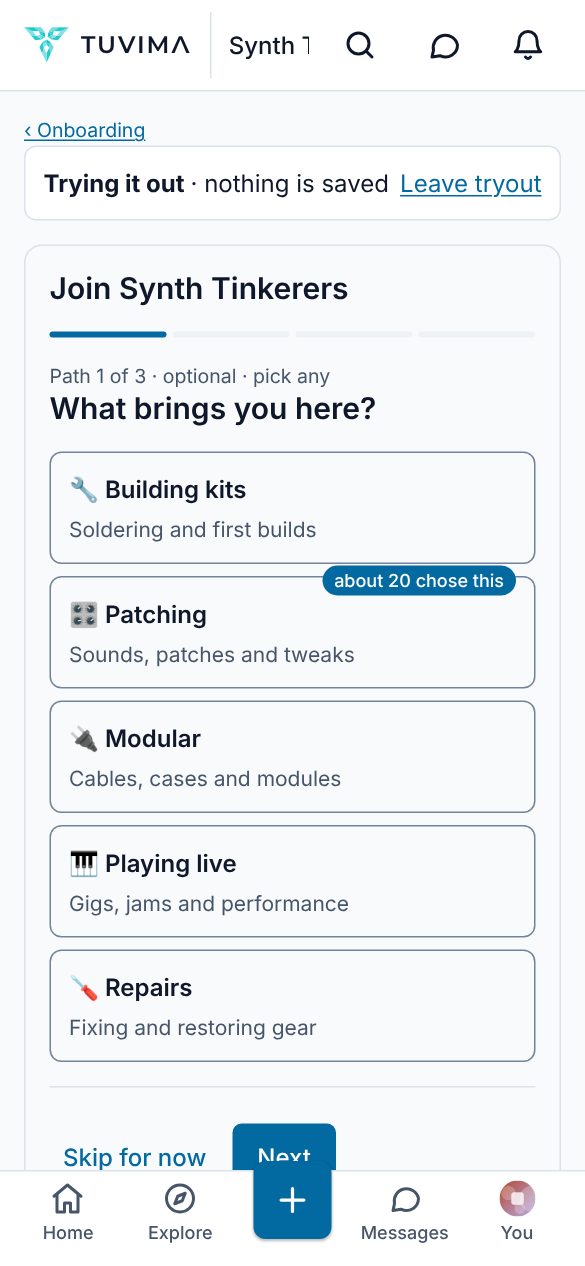 TUVIMA
Synth
‹ Onboarding
Trying it out · nothing is saved Leave tryout
Join Synth Tinkerers
Path 1 of 3 · optional · pick any
What brings you here?
Building kits
Soldering and first builds
about 20 chose this
Patching
Sounds, patches and tweaks
Modular
Cables, cases and modules
Playing live
Gigs, jams and performance
Repairs
Fixing and restoring gear
Skip for now
Next
Home
Explore
Messages
You